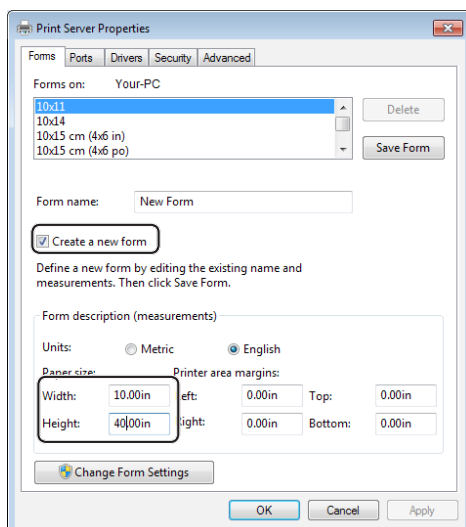 Print Server Properties
Forms Ports Drivers Security Advanced
Forms on: Your-PC
10x11
10x14
10x15 cm (4x6 in)
10x15 cm (4x6 po)
Delete
Save Form
Form name: New Form
Create a new form
Define a new form by editing the existing name and
measurements. Then click Save Form.
Form description (measurements)
Units: Metric English
Paper size: Printer area margins:
Width: 10.00in eft: 0.00in Top: 0.00in
Height: 40.00in ight: 0.00in Bottom: 0.00in
Change Form Settings
OK Cancel Apply